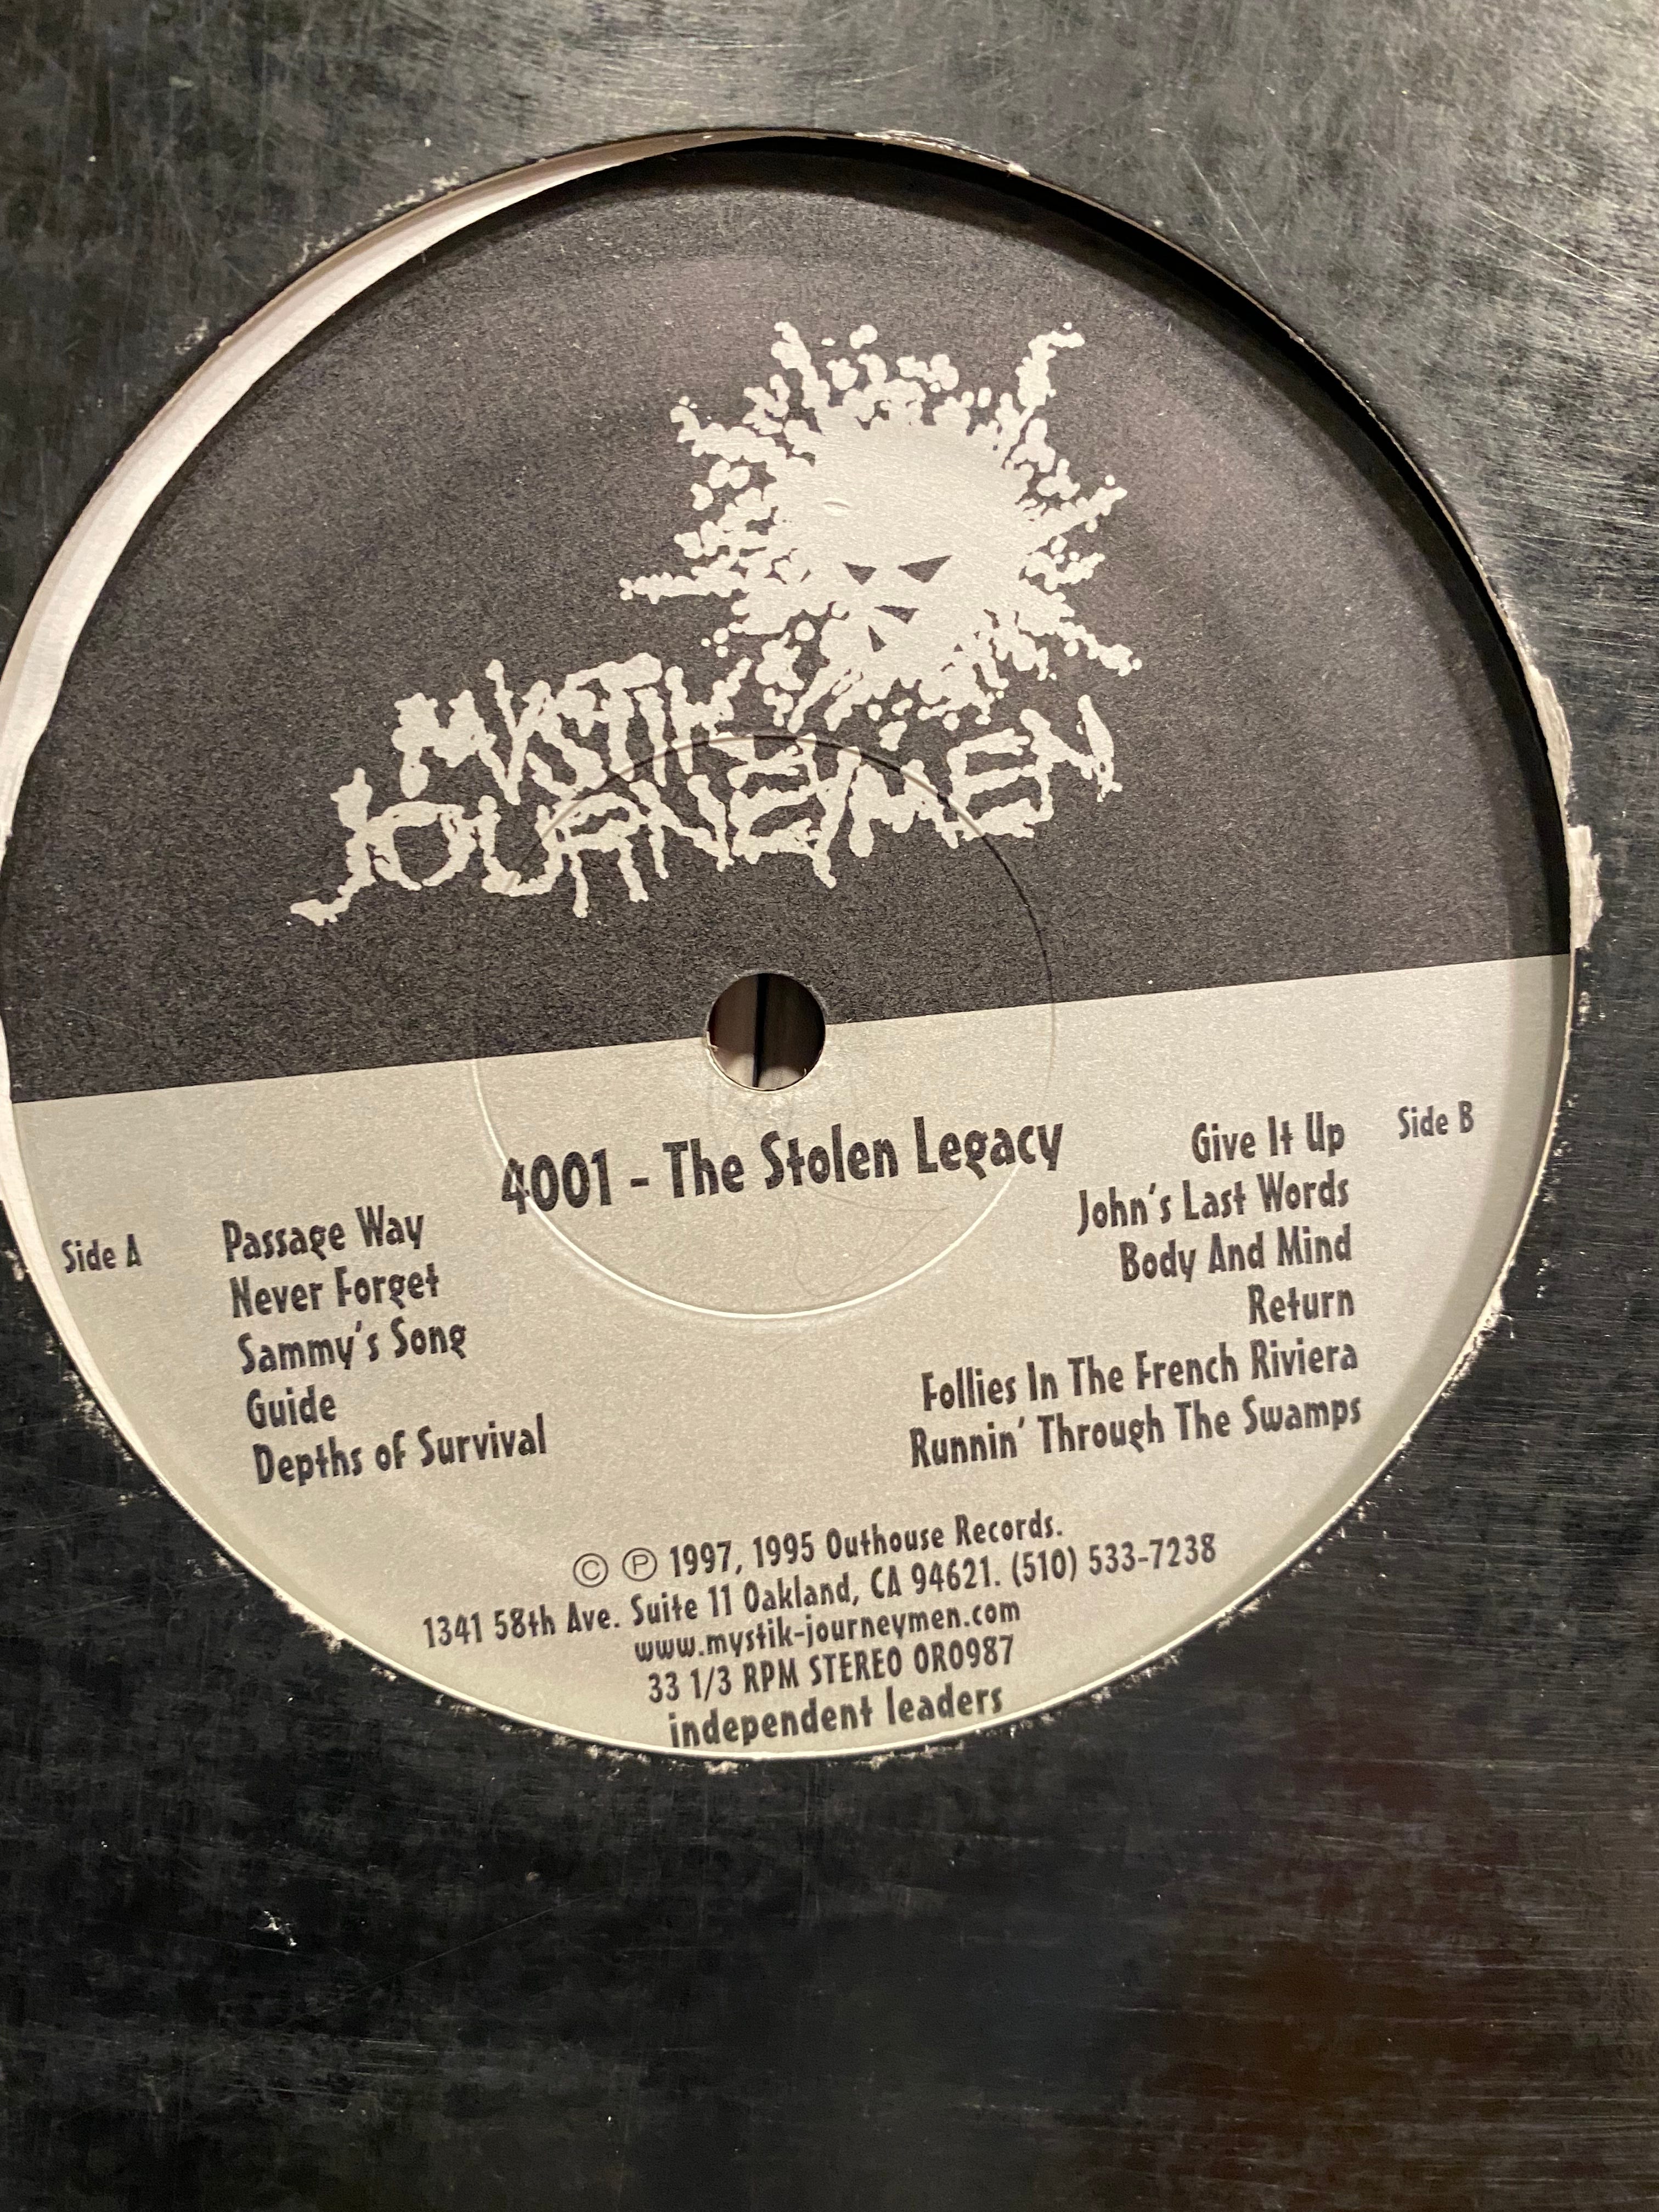 MYSTIK
JOURNEYMEN
4001 - The Stolen Legacy
Side A
Passage Way
Never Forget
Sammy's Song
Guide
Depths of Survival
Side B
Give It Up
John's Last Words
Body And Mind
Return
Follies In The French Riviera
Runnin' Through The Swamps
© ℗ 1997, 1995 Outhouse Records.
1341 58th Ave. Suite 11 Oakland, CA 94621. (510) 533-7238
www.mystik-journeymen.com
33 1/3 RPM STEREO OR0987
independent leaders